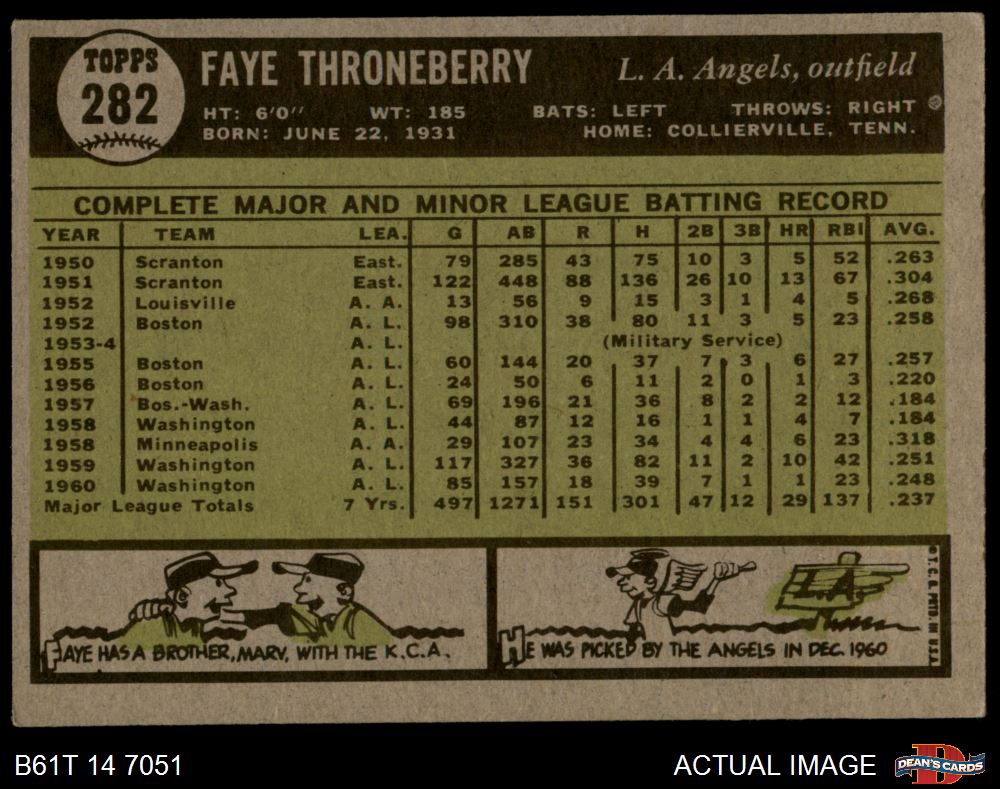 TOPPS
282
FAYE THRONEBERRY
L. A. Angels, outfield
HT: 6'0" WT: 185 BATS: LEFT THROWS: RIGHT
BORN: JUNE 22, 1931 HOME: COLLIERVILLE, TENN.
COMPLETE MAJOR AND MINOR LEAGUE BATTING RECORD
YEAR TEAM LEA. G AB R H 2B 3B HR RBI AVG.
1950 Scranton East. 79 285 43 75 10 3 5 52 .263
1951 Scranton East. 122 448 88 136 26 10 13 67 .304
1952 Louisville A. A. 13 56 9 15 3 1 4 5 .268
1952 Boston A. L. 98 310 38 80 11 3 5 23 .258
1953-4 A. L. (Military Service)
1955 Boston A. L. 60 144 20 37 7 3 6 27 .257
1956 Boston A. L. 24 50 6 11 2 0 1 3 .220
1957 Bos.-Wash. A. L. 69 196 21 36 8 2 2 12 .184
1958 Washington A. L. 44 87 12 16 1 1 4 7 .184
1958 Minneapolis A. A. 29 107 23 34 4 4 6 23 .318
1959 Washington A. L. 117 327 36 82 11 2 10 42 .251
1960 Washington A. L. 85 157 18 39 7 1 1 23 .248
Major League Totals 7 Yrs. 497 1271 151 301 47 12 29 137 .237
FAYE HAS A BROTHER, MARV, WITH THE K.C.A.
L.A.
HE WAS PICKED BY THE ANGELS IN DEC. 1960
© T.C.G. PRTD. IN U.S.A.
B61T 14 7051
ACTUAL IMAGE
DEAN'S CARDS